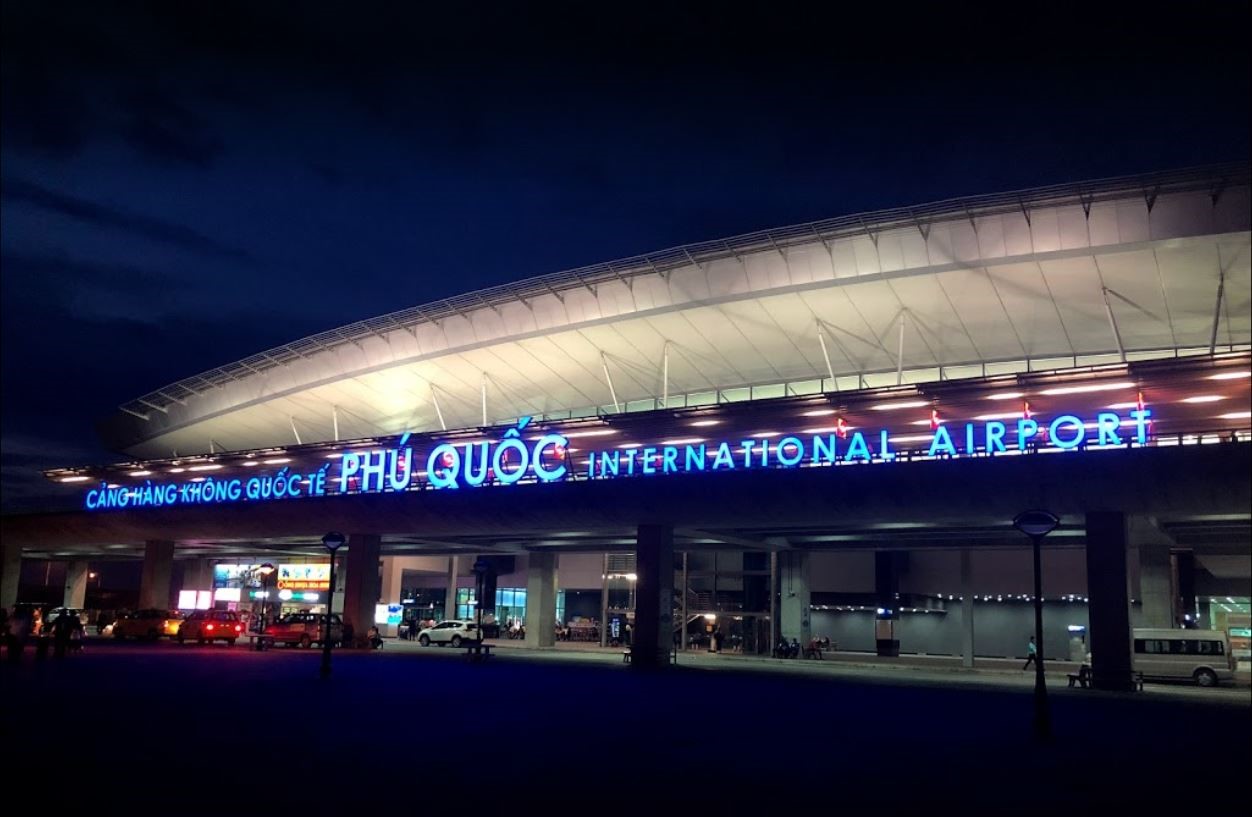 CẢNG HÀNG KHÔNG QUỐC TẾ PHÚ QUỐC INTERNATIONAL AIRPORT